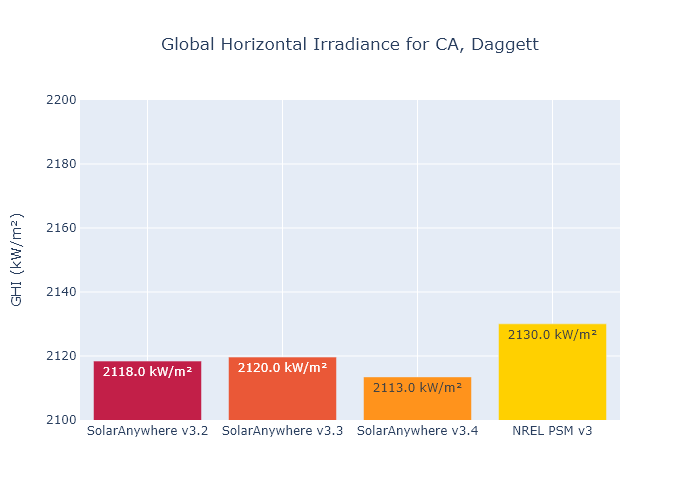 Global Horizontal Irradiance for CA, Daggett
GHI (kW/m²)
2200
2180
2160
2140
2120
2100
2118.0 kW/m²
2120.0 kW/m²
2113.0 kW/m²
2130.0 kW/m²
SolarAnywhere v3.2
SolarAnywhere v3.3
SolarAnywhere v3.4
NREL PSM v3